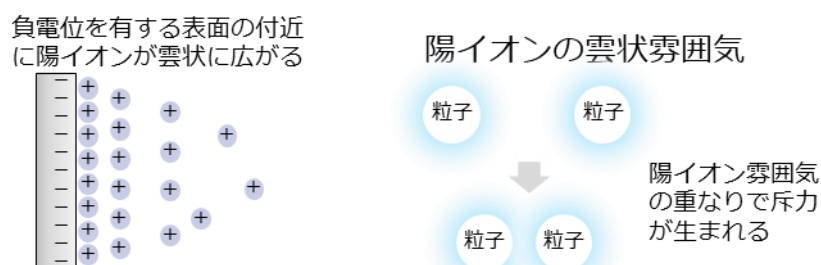 負電位を有する表面の付近
に陽イオンが雲状に広がる
陽イオンの雲状雰囲気
粒子
粒子
陽イオン雰囲気
の重なりで斥力
が生まれる
粒子
粒子